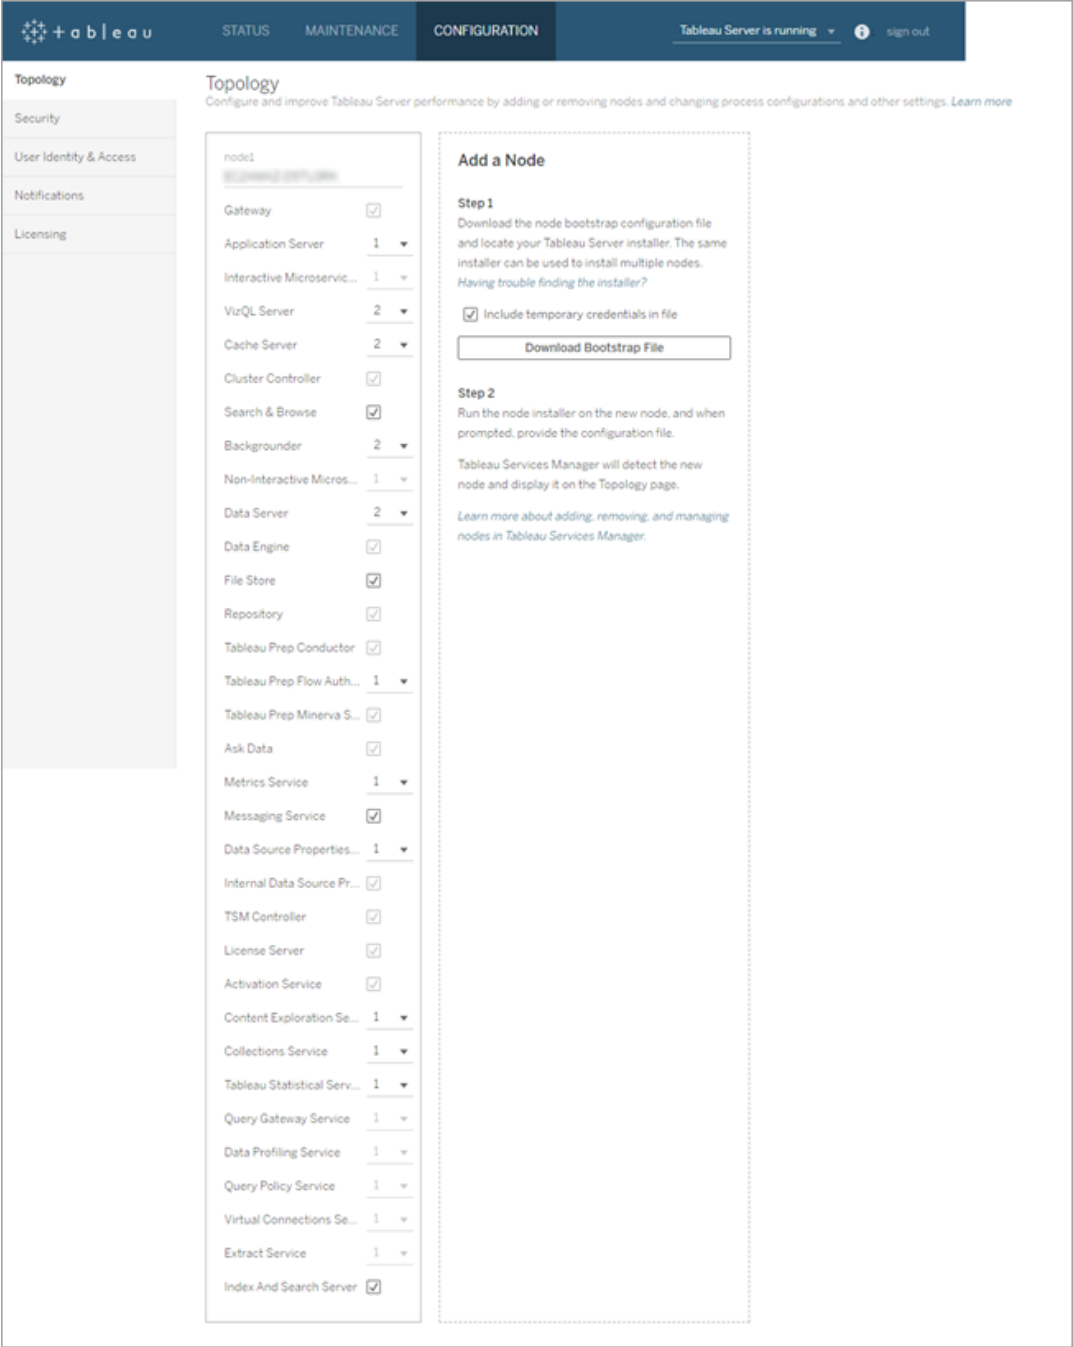 + a b | e a u
STATUS
MAINTENANCE
CONFIGURATION
Tableau Server is running
sign out
Topology
Security
User Identity & Access
Notifications
Licensing
Topology
Configure and improve Tableau Server performance by adding or removing nodes and changing process configurations and other settings. Learn more
node1
Gateway
Application Server 1
Interactive Microservic... 1
VizQL Server 2
Cache Server 2
Cluster Controller
Search & Browse
Backgrounder 2
Non-Interactive Micros... 1
Data Server 2
Data Engine
File Store
Repository
Tableau Prep Conductor
Tableau Prep Flow Auth... 1
Tableau Prep Minerva S...
Ask Data
Metrics Service 1
Messaging Service
Data Source Properties... 1
Internal Data Source Pr...
TSM Controller
License Server
Activation Service
Content Exploration Se... 1
Collections Service 1
Tableau Statistical Serv... 1
Query Gateway Service 1
Data Profiling Service 1
Query Policy Service 1
Virtual Connections Se... 1
Extract Service 1
Index And Search Server
Add a Node
Step 1
Download the node bootstrap configuration file
and locate your Tableau Server installer. The same
installer can be used to install multiple nodes.
Having trouble finding the installer?
Include temporary credentials in file
Download Bootstrap File
Step 2
Run the node installer on the new node, and when
prompted, provide the configuration file.
Tableau Services Manager will detect the new
node and display it on the Topology page.
Learn more about adding, removing, and managing
nodes in Tableau Services Manager.